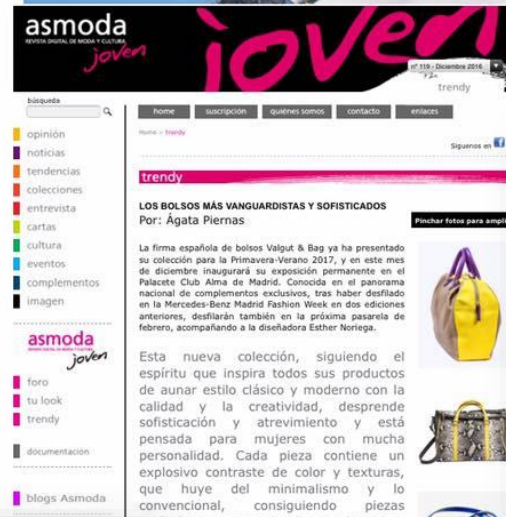 asmoda
REVISTA DIGITAL DE MODA Y CULTURA
joven
joven
nº 119 - Diciembre 2016
trendy
búsqueda
home
suscripción
quiénes somos
contacto
enlaces
Home > trendy
Siguenos en
opinión
noticias
tendencias
colecciones
entrevista
cartas
cultura
eventos
complementos
imagen
asmoda
joven
foro
tu look
trendy
documentación
blogs Asmoda
trendy
LOS BOLSOS MÁS VANGUARDISTAS Y SOFISTICADOS
Por: Ágata Piernas
Pinchar fotos para ampli
La firma española de bolsos Valgut & Bag ya ha presentado
su colección para la Primavera-Verano 2017, y en este mes
de diciembre inaugurará su exposición permanente en el
Palacete Club Alma de Madrid. Conocida en el panorama
nacional de complementos exclusivos, tras haber desfilado
en la Mercedes-Benz Madrid Fashion Week en dos ediciones
anteriores, desfilarán también en la próxima pasarela de
febrero, acompañando a la diseñadora Esther Noriega.
Esta nueva colección, siguiendo el
espíritu que inspira todos sus productos
de aunar estilo clásico y moderno con la
calidad y la creatividad, desprende
sofisticación y atrevimiento y está
pensada para mujeres con mucha
personalidad. Cada pieza contiene un
explosivo contraste de color y texturas,
que huye del minimalismo y lo
convencional, consiguiendo piezas